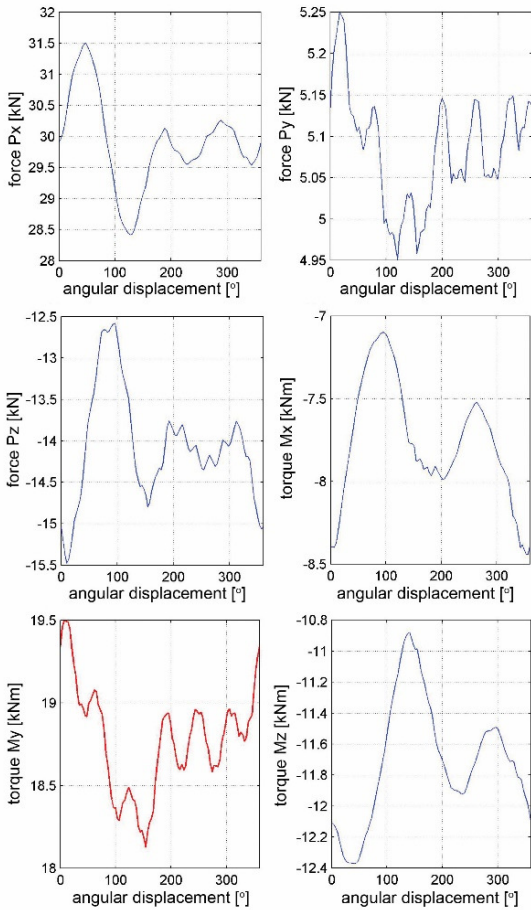 force Px [kN]
32
31.5
31
30.5
30
29.5
29
28.5
28
0 100 200 300
angular displacement [°]
force Py [kN]
5.25
5.2
5.15
5.1
5.05
5
4.95
0 100 200 300
angular displacement [°]
force Pz [kN]
-12.5
-13
-13.5
-14
-14.5
-15
-15.5
0 100 200 300
angular displacement [°]
torque Mx [kNm]
-7
-7.5
-8
-8.5
0 100 200 300
angular displacement [°]
torque My [kNm]
19.5
19
18.5
18
0 100 200 300
angular displacement [°]
torque Mz [kNm]
-10.8
-11
-11.2
-11.6
-11.8
-12
-12.2
-12.4
0 100 200 300
angular displacement [°]